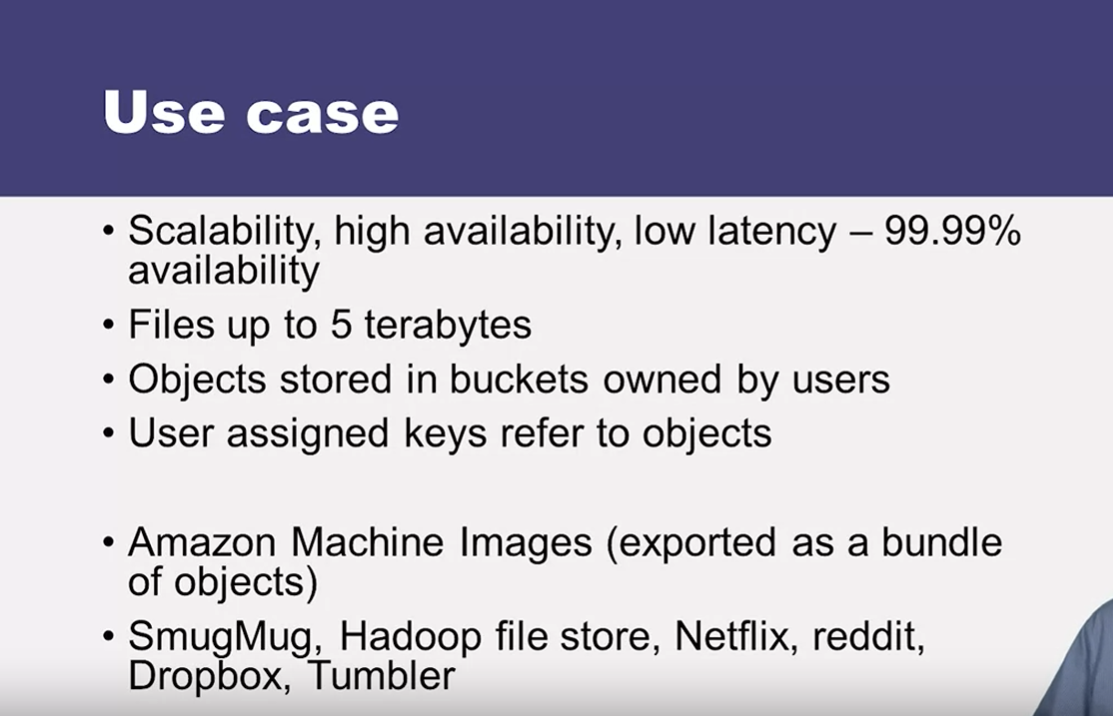 Use case
• Scalability, high availability, low latency – 99.99%
availability
• Files up to 5 terabytes
• Objects stored in buckets owned by users
• User assigned keys refer to objects
• Amazon Machine Images (exported as a bundle
of objects)
• SmugMug, Hadoop file store, Netflix, reddit,
Dropbox, Tumbler